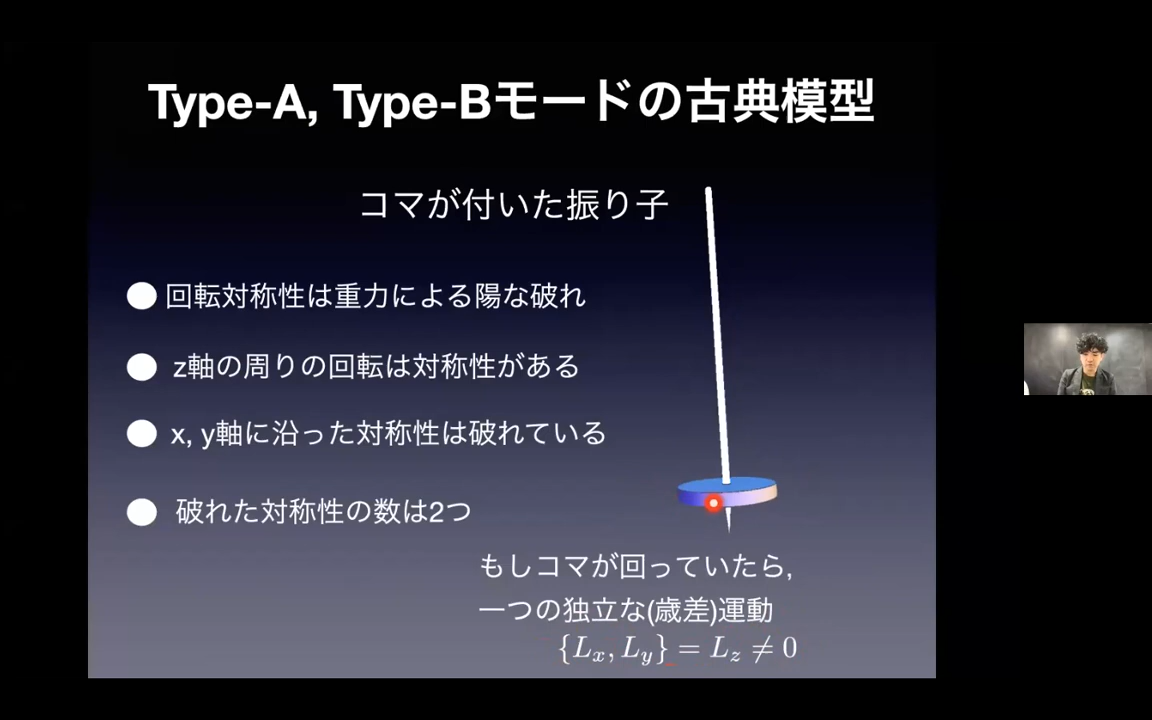 Type-A, Type-Bモードの古典模型
コマが付いた振り子
回転対称性は重力による陽な破れ
z軸の周りの回転は対称性がある
x, y軸に沿った対称性は破れている
破れた対称性の数は2つ
もしコマが回っていたら,
一つの独立な(歳差)運動
{Lx, Ly} = Lz ≠ 0